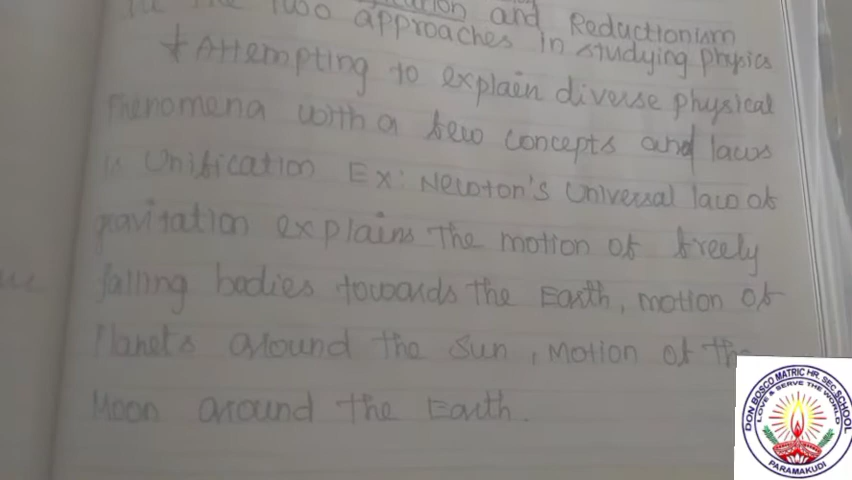 the two approaches in studying physics
and Reductionism
* Attempting to explain diverse physical
Phenomena with a few concepts and laws
is Unification Ex: Newton's Universal law of
gravitation explains the motion of freely
falling bodies towards the Earth, motion of
Planets around the Sun, Motion of the
Moon around the Earth.
DON BOSCO MATRIC HR. SEC. SCHOOL
LOVE & SERVE THE WORLD
PARAMAKUDI